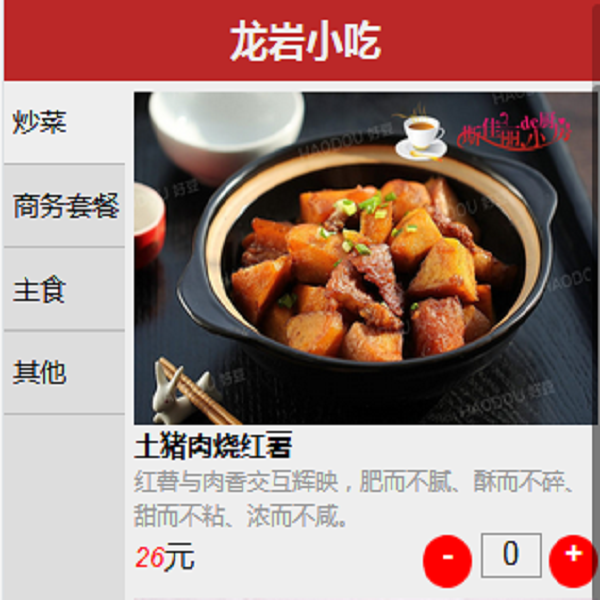 龙岩小吃
炒菜
商务套餐
主食
其他
HAODOU 好豆
土猪肉烧红薯
红薯与肉香交互辉映，肥而不腻、酥而不碎、
甜而不粘、浓而不咸。
26元
- 0 +